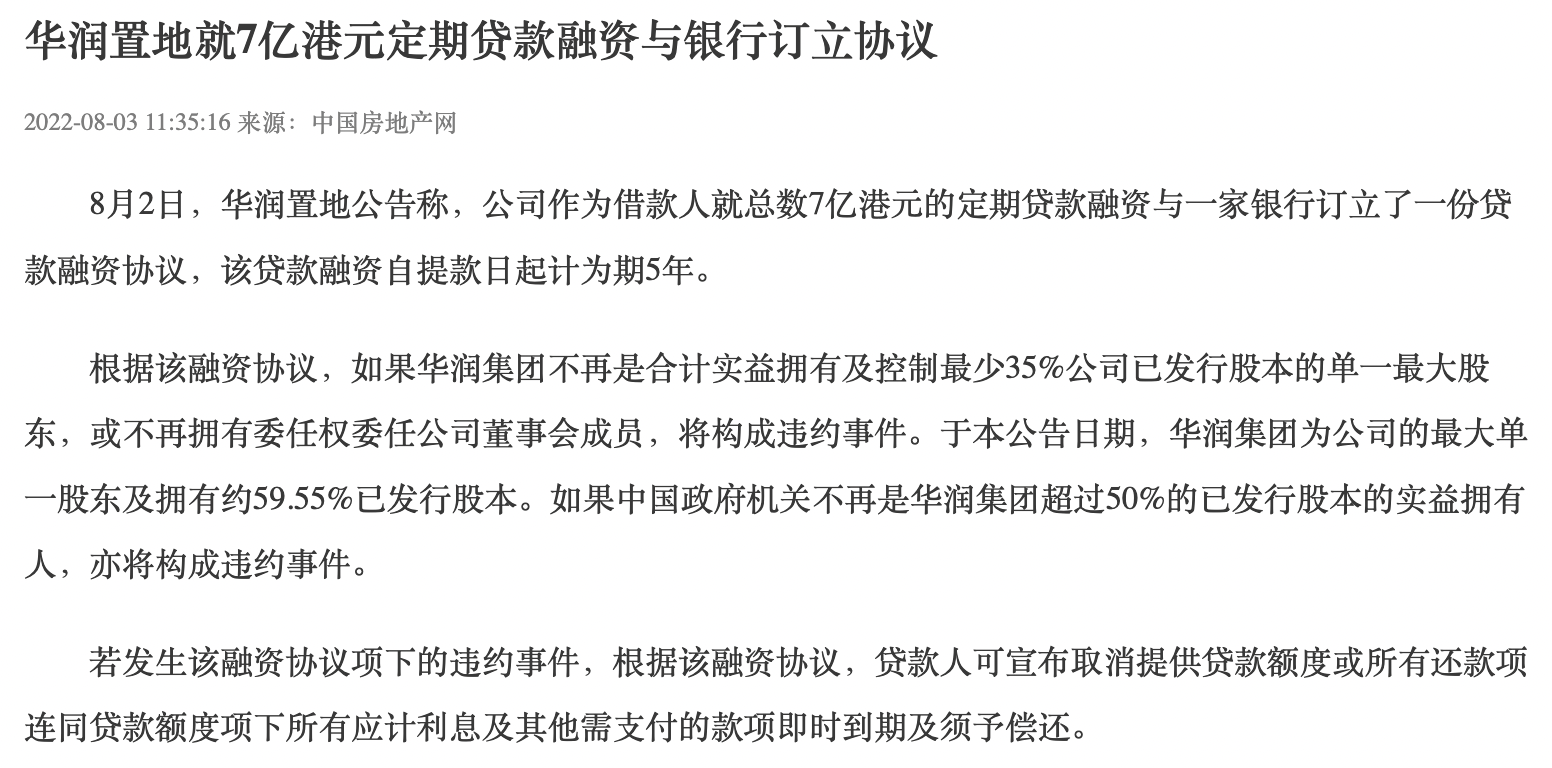 华润置地就7亿港元定期贷款融资与银行订立协议
2022-08-03 11:35:16 来源：中国房地产网
8月2日，华润置地公告称，公司作为借款人就总数7亿港元的定期贷款融资与一家银行订立了一份贷
款融资协议，该贷款融资自提款日起计为期5年。
根据该融资协议，如果华润集团不再是合计实益拥有及控制最少35%公司已发行股本的单一最大股
东，或不再拥有委任权委任公司董事会成员，将构成违约事件。于本公告日期，华润集团为公司的最大单
一股东及拥有约59.55%已发行股本。如果中国政府机关不再是华润集团超过50%的已发行股本的实益拥有
人，亦将构成违约事件。
若发生该融资协议项下的违约事件，根据该融资协议，贷款人可宣布取消提供贷款额度或所有还款项
连同贷款额度项下所有应计利息及其他需支付的款项即时到期及须予偿还。